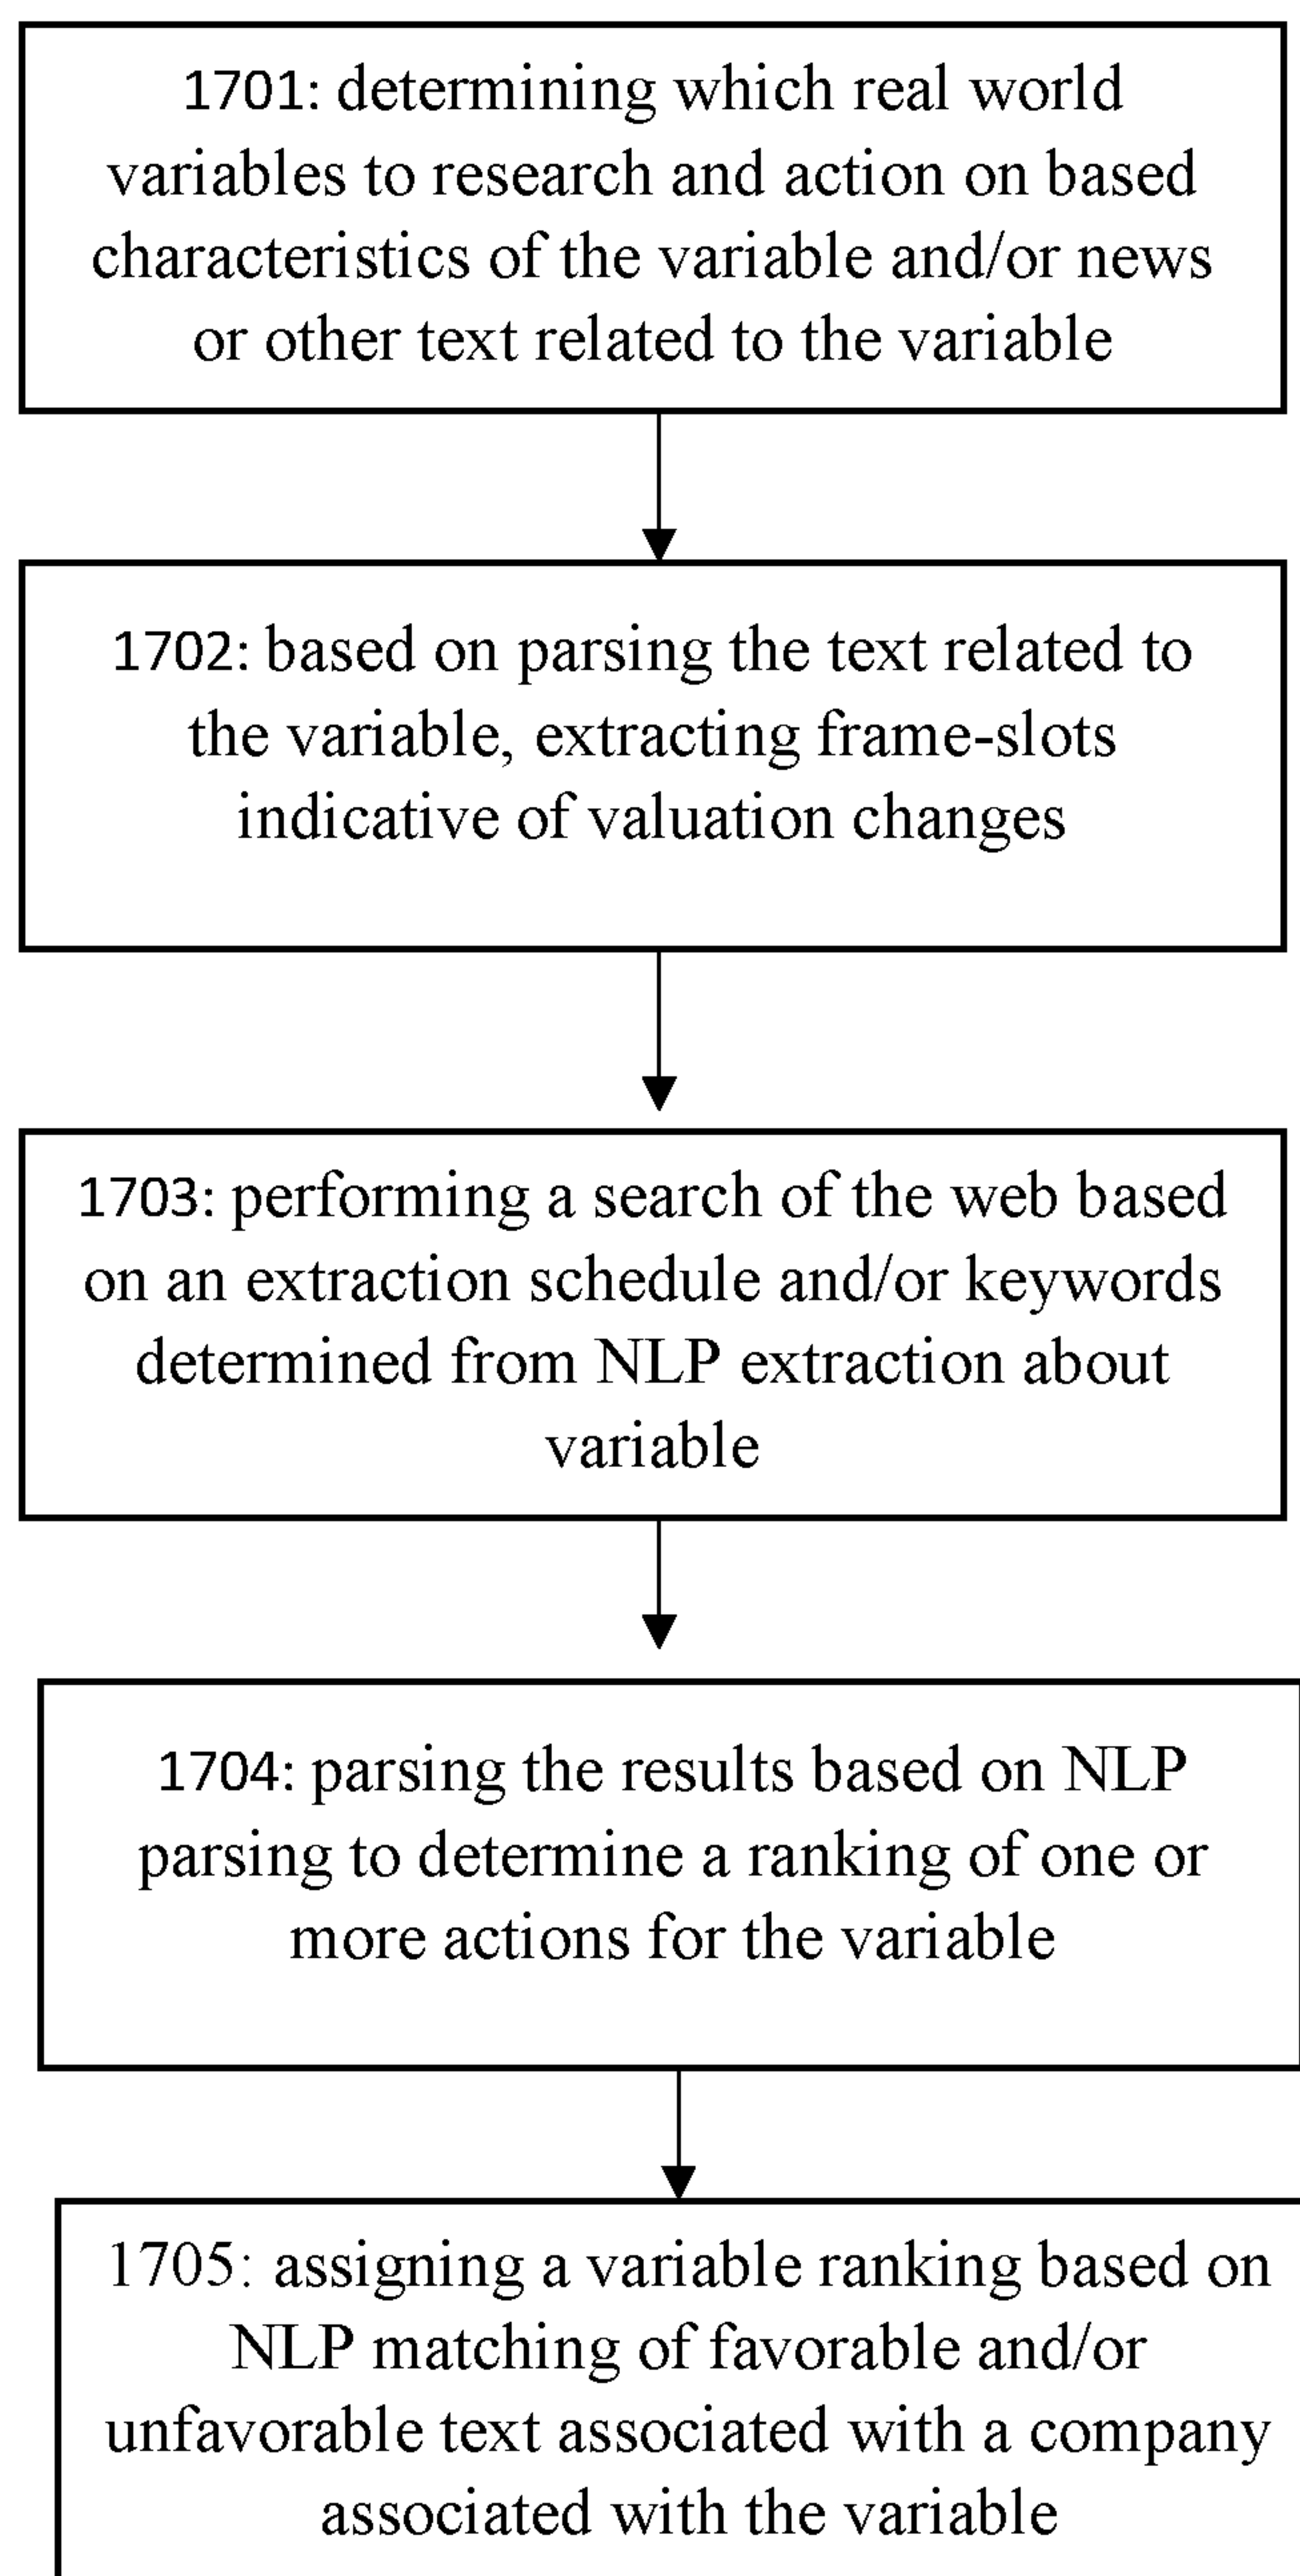 1701: determining which real world
variables to research and action on based
characteristics of the variable and/or news
or other text related to the variable
1702: based on parsing the text related to
the variable, extracting frame-slots
indicative of valuation changes
1703: performing a search of the web based
on an extraction schedule and/or keywords
determined from NLP extraction about
variable
1704: parsing the results based on NLP
parsing to determine a ranking of one or
more actions for the variable
1705: assigning a variable ranking based on
NLP matching of favorable and/or
unfavorable text associated with a company
associated with the variable